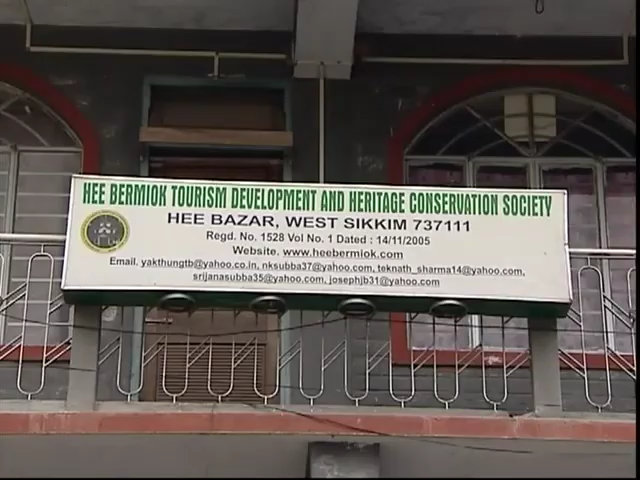 HEE BERMIOK TOURISM DEVELOPMENT AND HERITAGE CONSERVATION SOCIETY
HEE BAZAR, WEST SIKKIM 737111
Regd. No. 1528 Vol No. 1 Dated : 14/11/2005
Website. www.heebermiok.com
Email. yakthungtb@yahoo.co.in, nksubba37@yahoo.com, teknath_sharma14@yahoo.com,
srijanasubba35@yahoo.com, josephjb31@yahoo.com